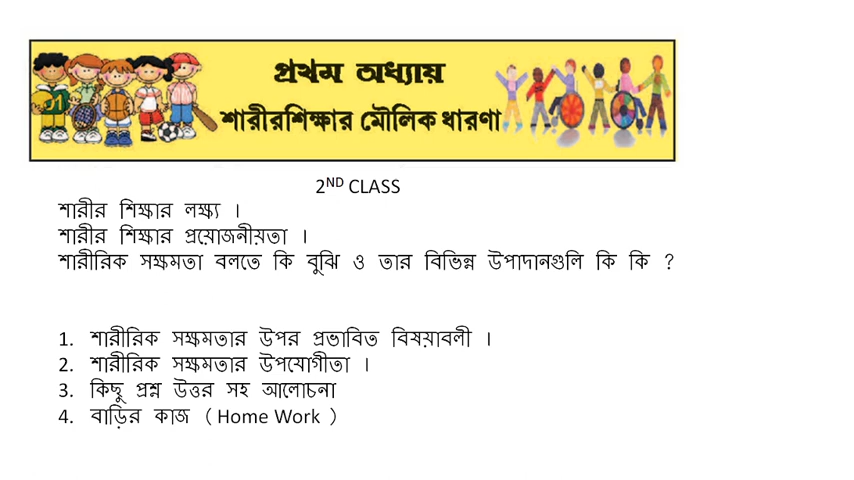 প্রথম অধ্যায়
শারীরশিক্ষার মৌলিক ধারণা
2ND CLASS
শারীর শিক্ষার লক্ষ্য ।
শারীর শিক্ষার প্রয়োজনীয়তা ।
শারীরিক সক্ষমতা বলতে কি বুঝি ও তার বিভিন্ন উপাদানগুলি কি কি ?
1. শারীরিক সক্ষমতার উপর প্রভাবিত বিষয়াবলী ।
2. শারীরিক সক্ষমতার উপযোগীতা ।
3. কিছু প্রশ্ন উত্তর সহ আলোচনা
4. বাড়ির কাজ ( Home Work )